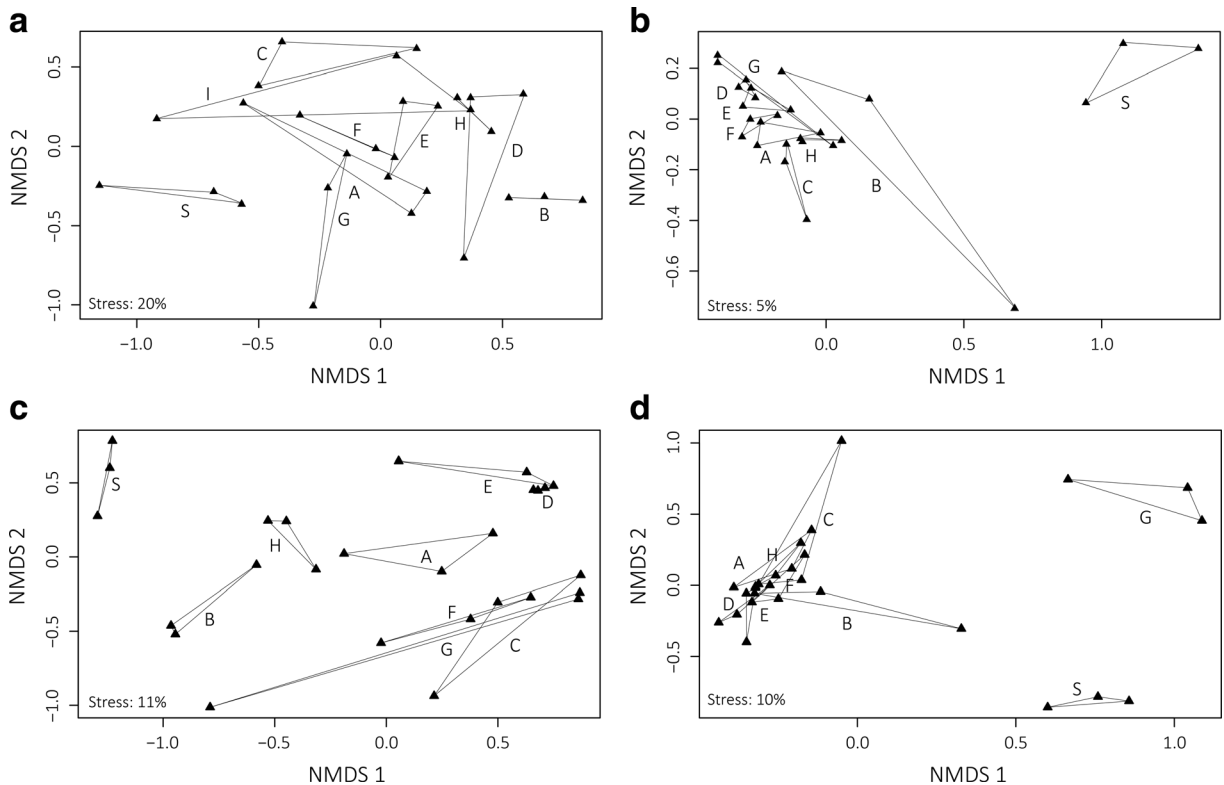 a
NMDS 2
0.5
0.0
−0.5
−1.0
C
I
F
E
H
D
A
G
S
B
Stress: 20%
−1.0
−0.5
0.0
0.5
NMDS 1
b
NMDS 2
0.2
0.0
−0.2
−0.4
−0.6
G
D
E
F
A
H
C
B
S
Stress: 5%
0.0
0.5
1.0
NMDS 1
c
NMDS 2
0.5
0.0
−0.5
−1.0
S
E
D
H
A
B
F
G
C
Stress: 11%
−1.0
−0.5
0.0
0.5
NMDS 1
d
NMDS 2
1.0
0.5
0.0
−0.5
C
G
H
A
F
D
E
B
S
Stress: 10%
0.0
0.5
1.0
NMDS 1